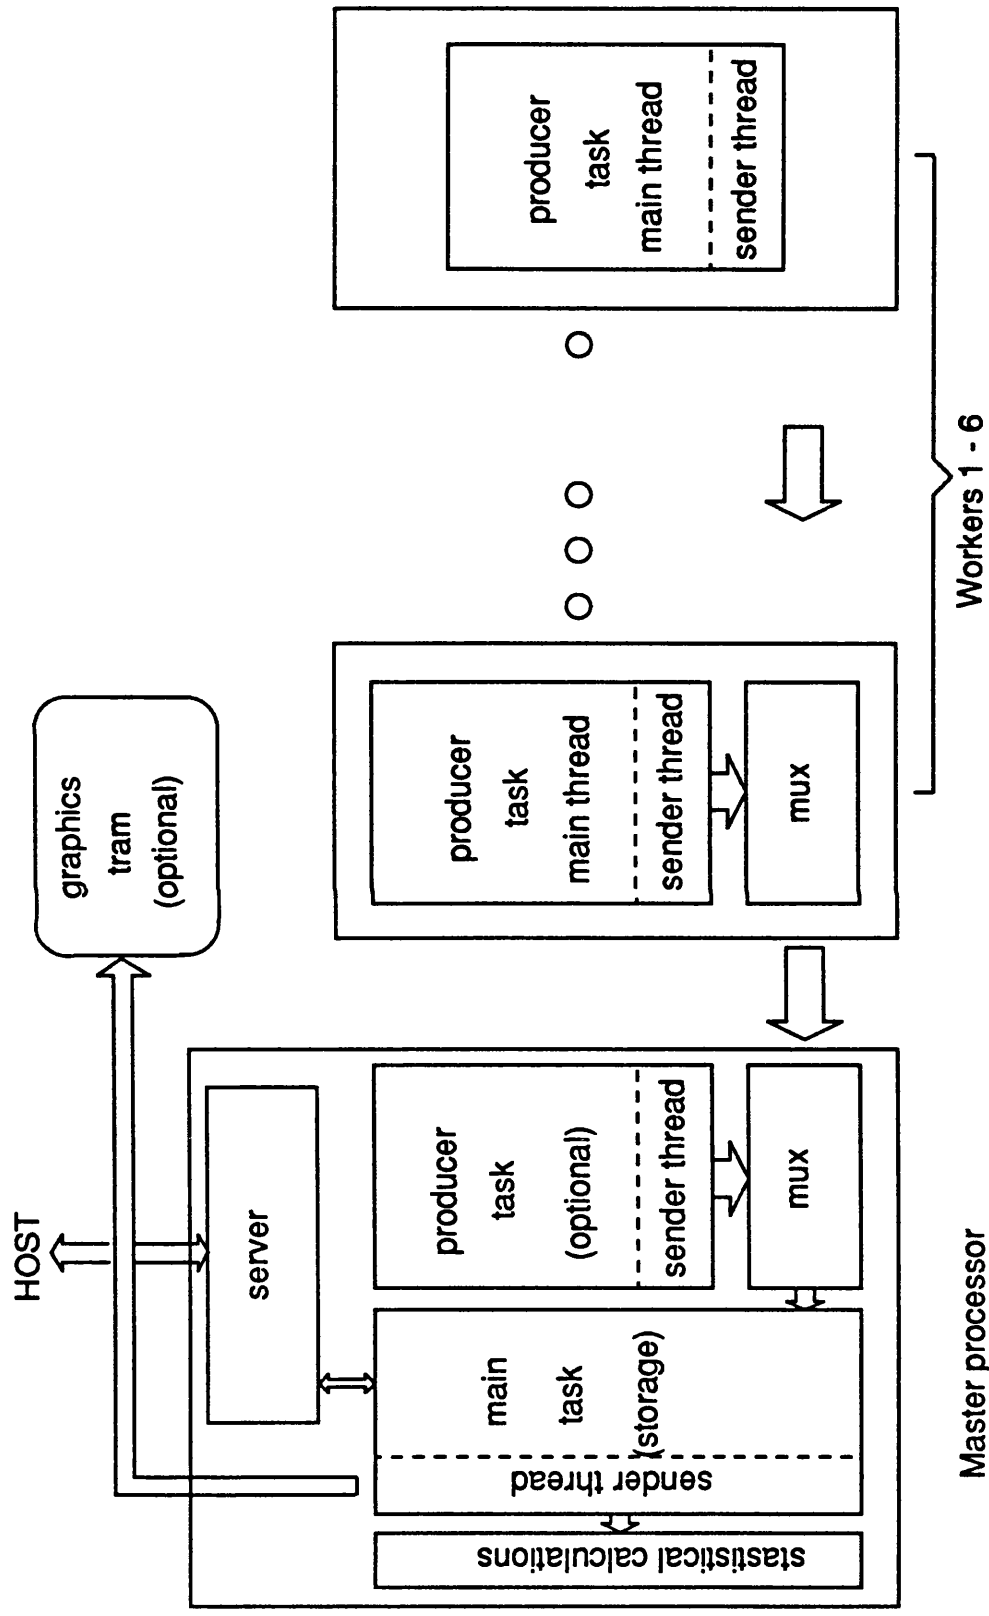 HOST
graphics
tram
(optional)
server
main
task
(storage)
sender thread
stastistical calculations
producer
task
(optional)
sender thread
mux
producer
task
main thread
sender thread
mux
producer
task
main thread
sender thread
Master processor
Workers 1 - 6